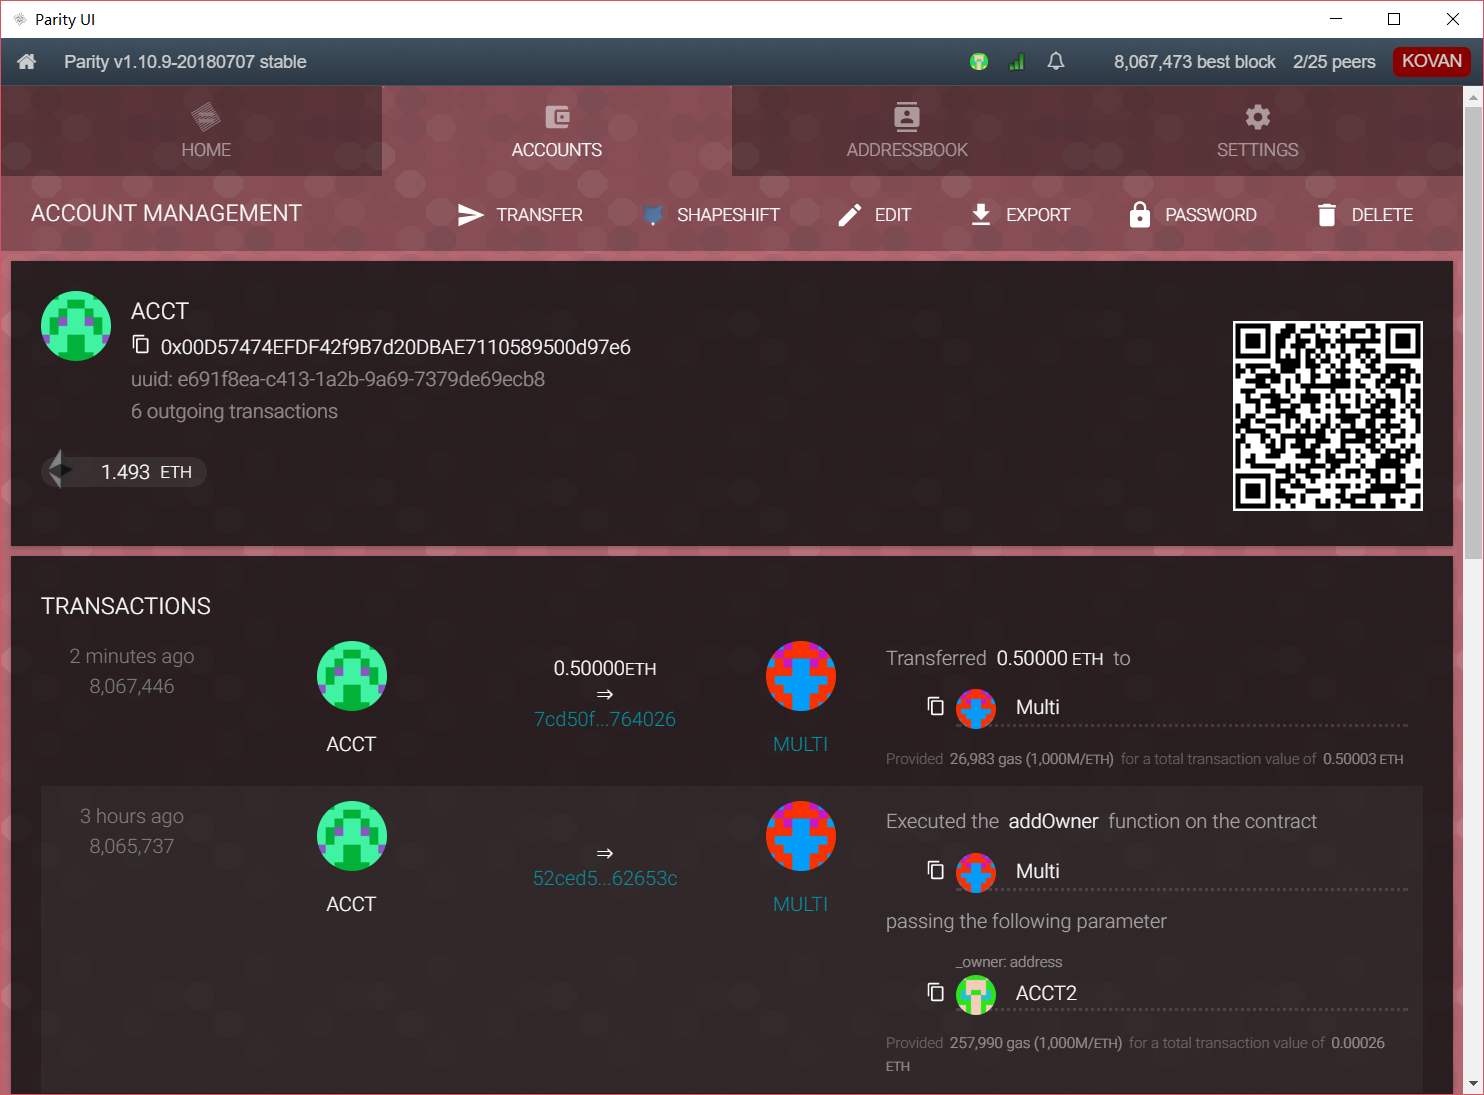 Parity UI
Parity v1.10.9-20180707 stable
8,067,473 best block 2/25 peers KOVAN
HOME ACCOUNTS ADDRESSBOOK SETTINGS
ACCOUNT MANAGEMENT TRANSFER SHAPESHIFT EDIT EXPORT PASSWORD DELETE
ACCT
0x00D57474EFDF42f9B7d20DBAE7110589500d97e6
uuid: e691f8ea-c413-1a2b-9a69-7379de69ecb8
6 outgoing transactions
1.493 ETH
TRANSACTIONS
2 minutes ago
8,067,446
ACCT
0.50000ETH
⇒
7cd50f...764026
MULTI
Transferred 0.50000 ETH to
Multi
Provided 26,983 gas (1,000M/ETH) for a total transaction value of 0.50003 ETH
3 hours ago
8,065,737
ACCT
⇒
52ced5...62653c
MULTI
Executed the addOwner function on the contract
Multi
passing the following parameter
_owner: address
ACCT2
Provided 257,990 gas (1,000M/ETH) for a total transaction value of 0.00026
ETH